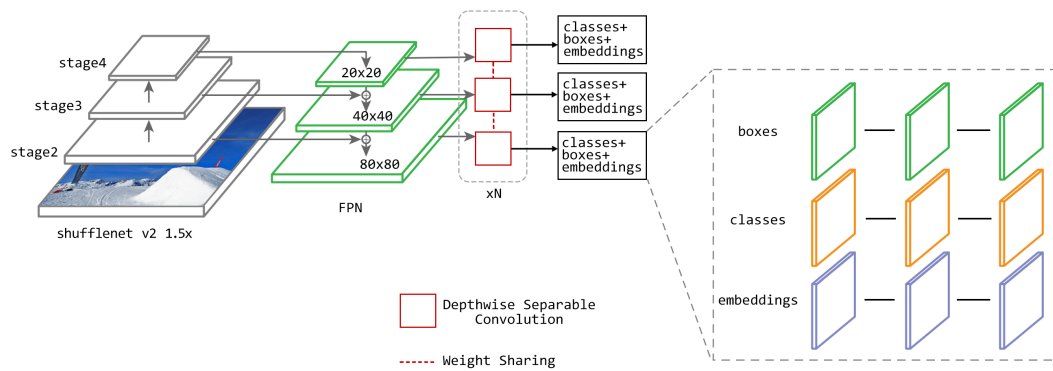 stage4
stage3
stage2
shufflenet v2 1.5x
20x20
40x40
80x80
FPN
xN
classes+
boxes+
embeddings
classes+
boxes+
embeddings
classes+
boxes+
embeddings
boxes
classes
embeddings
Depthwise Separable
Convolution
Weight Sharing